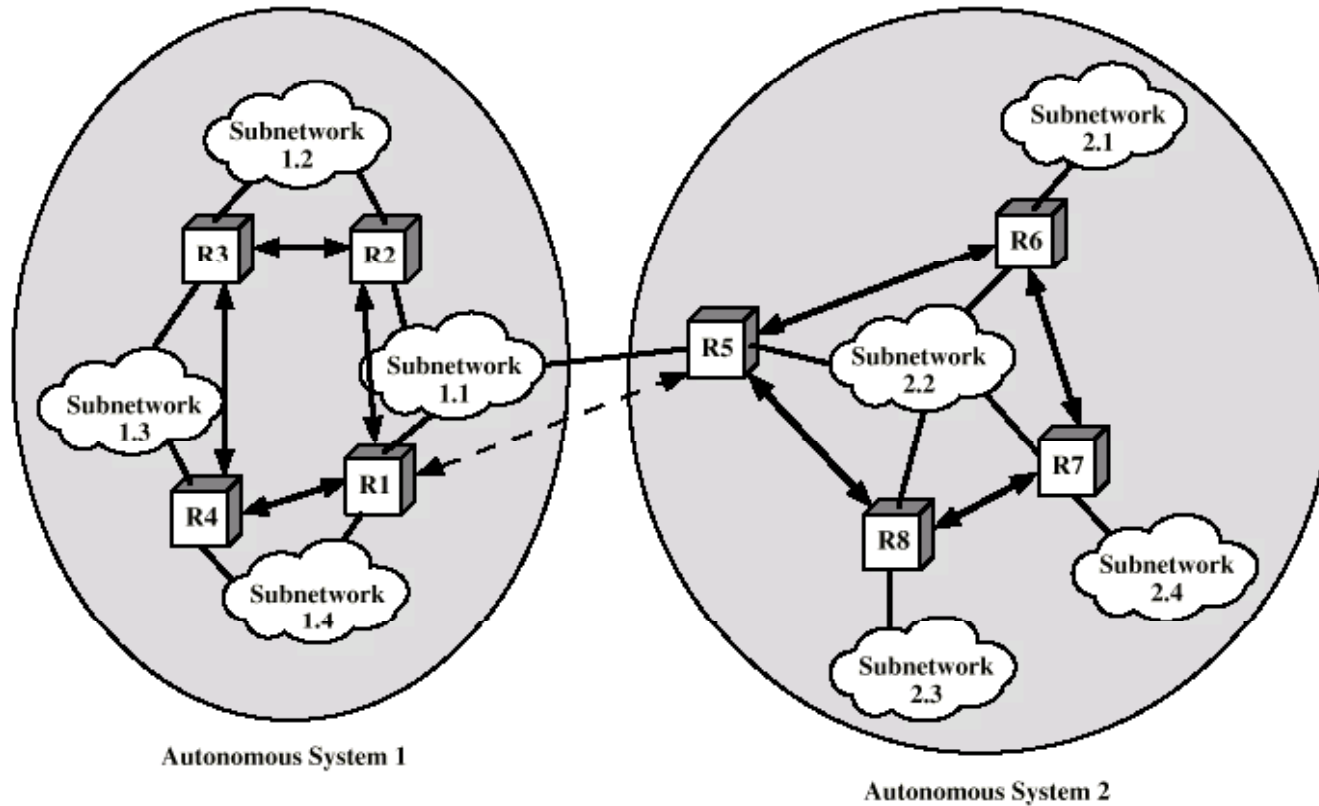 Subnetwork
1.2
R3
R2
Subnetwork
1.1
Subnetwork
1.3
R4
R1
Subnetwork
1.4
Autonomous System 1
Subnetwork
2.1
R6
R5
Subnetwork
2.2
R7
R8
Subnetwork
2.4
Subnetwork
2.3
Autonomous System 2